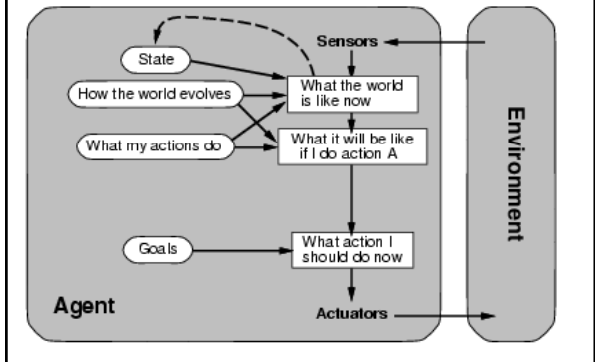 Sensors
State
What the world
is like now
How the world evolves
What my actions do
What it will be like
if I do action A
Goals
What action I
should do now
Agent
Actuators
Environment